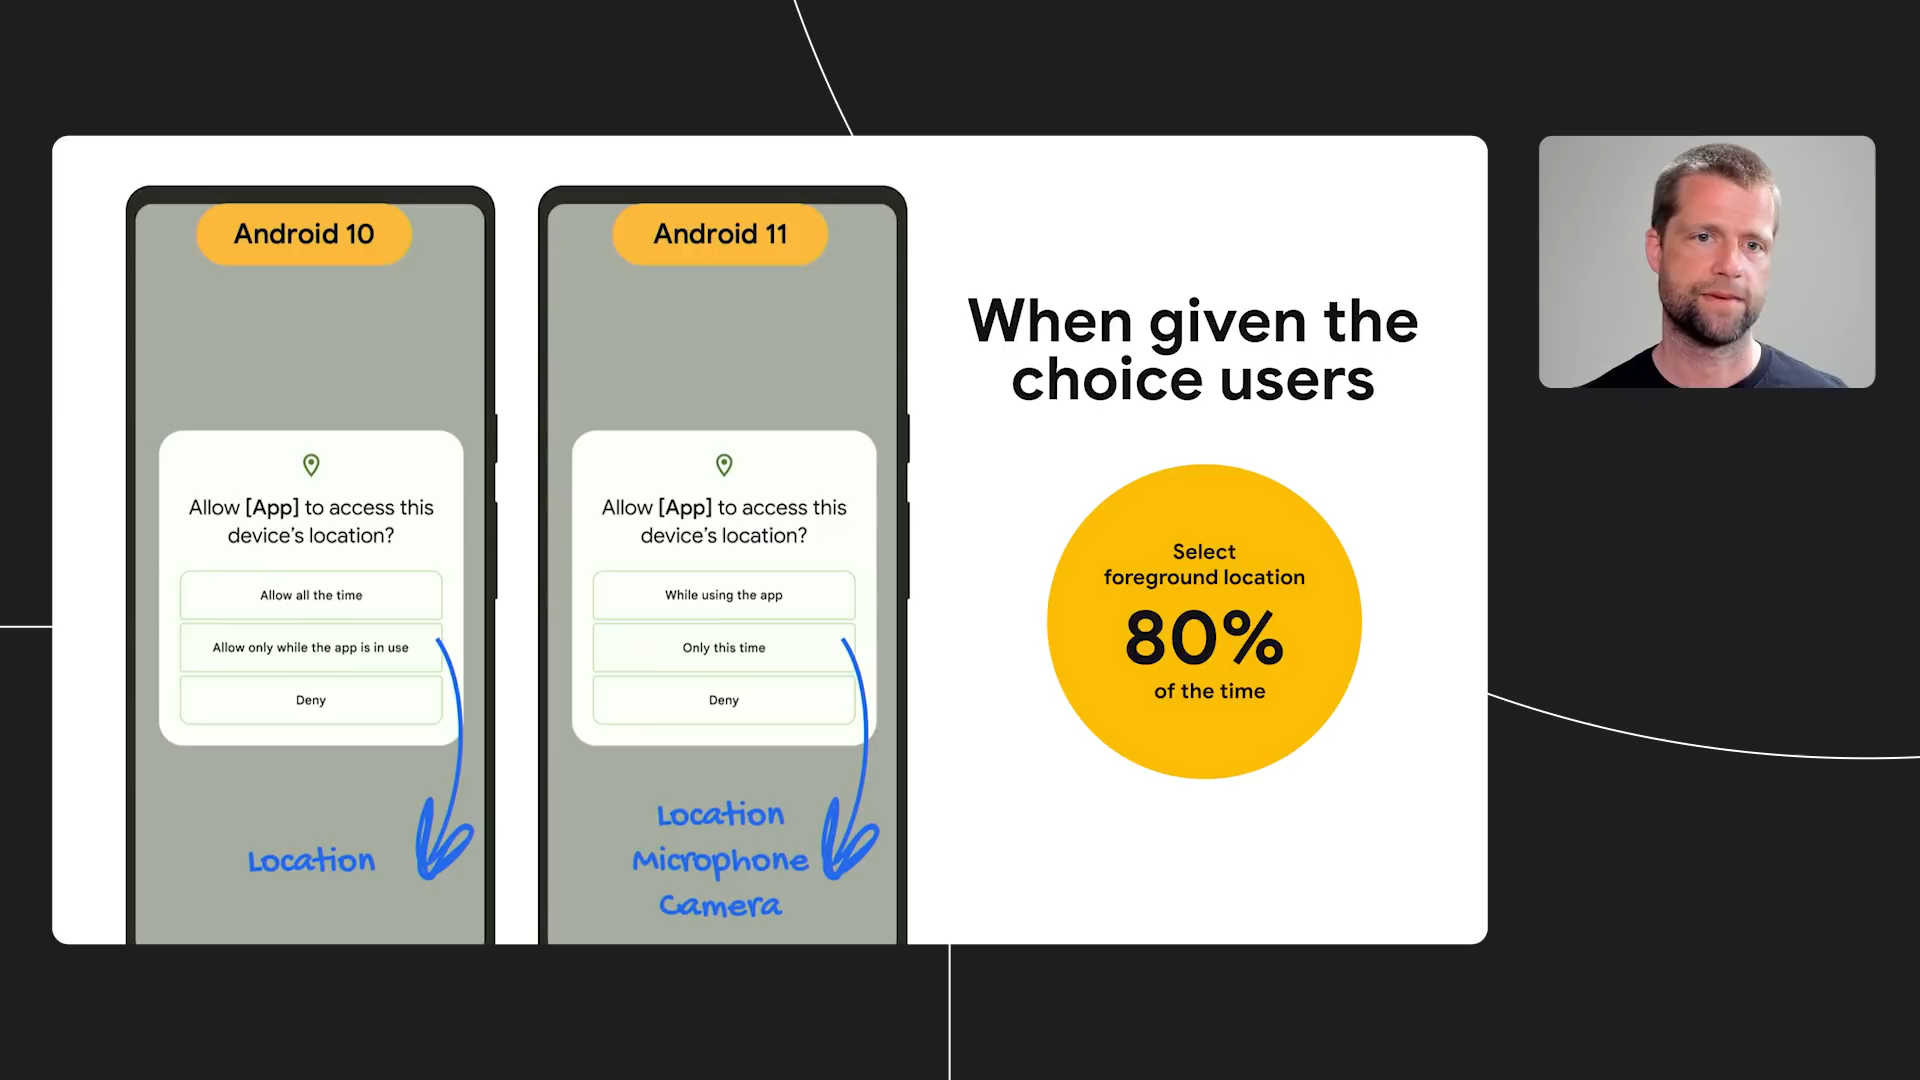 Android 10
Allow [App] to access this
device’s location?
Allow all the time
Allow only while the app is in use
Deny
Location
Android 11
Allow [App] to access this
device’s location?
While using the app
Only this time
Deny
Location
Microphone
Camera
When given the
choice users
Select
foreground location
80%
of the time